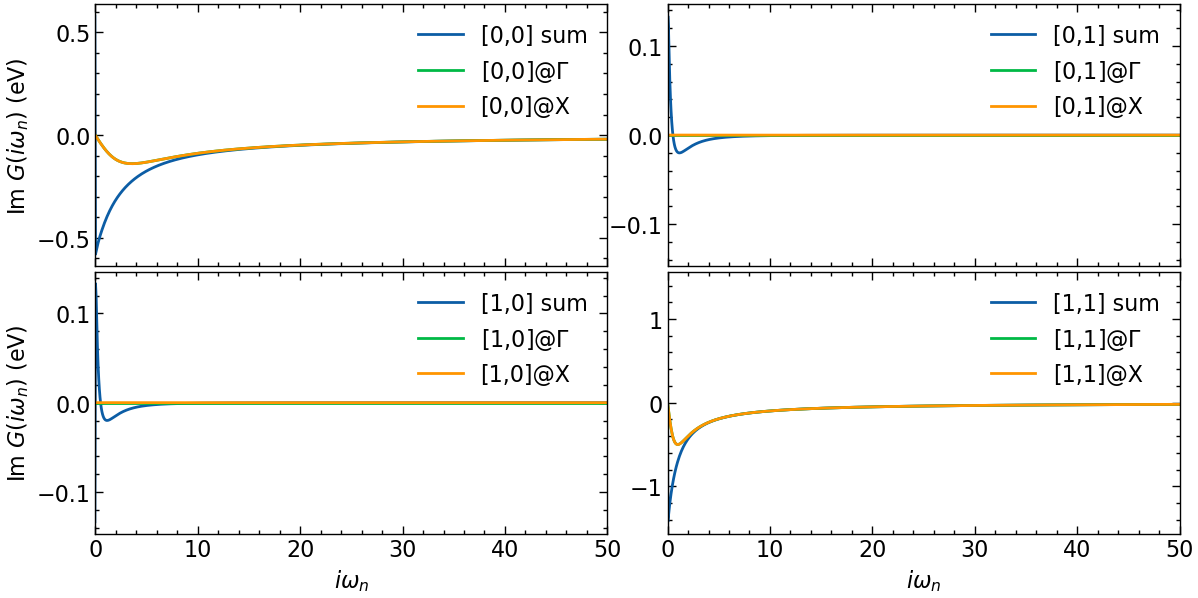 Im G(iωn) (eV)
0.5
0.0
−0.5
[0,0] sum
[0,0]@Γ
[0,0]@X
0.1
0.0
−0.1
[0,1] sum
[0,1]@Γ
[0,1]@X
Im G(iωn) (eV)
0.1
0.0
−0.1
[1,0] sum
[1,0]@Γ
[1,0]@X
0 10 20 30 40 50
iωn
1
0
−1
[1,1] sum
[1,1]@Γ
[1,1]@X
0 10 20 30 40 50
iωn